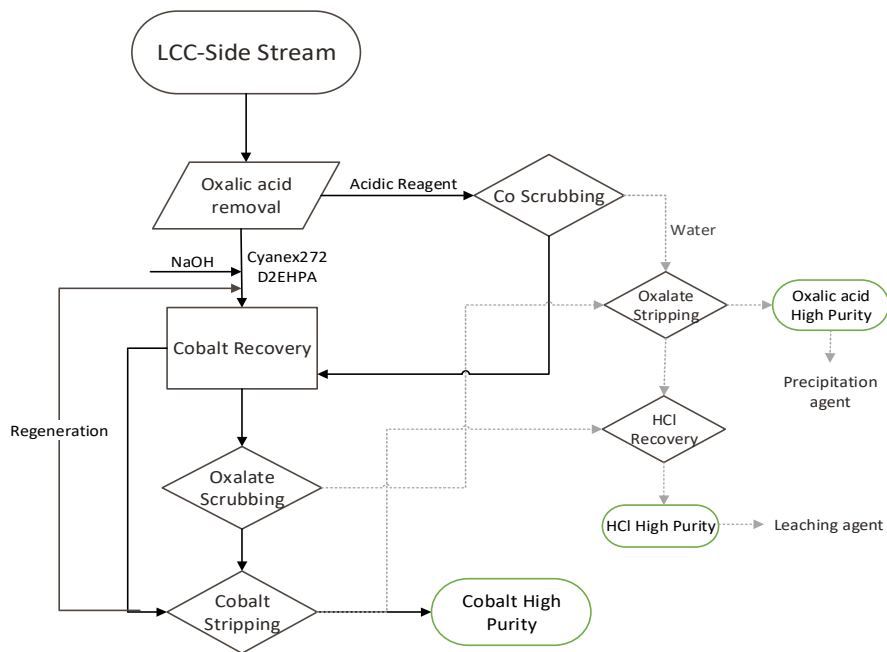 LCC-Side Stream
Oxalic acid
removal
Acidic Reagent
Co Scrubbing
Water
NaOH
Cyanex272
D2EHPA
Oxalate
Stripping
Oxalic acid
High Purity
Cobalt Recovery
Precipitation
agent
Regeneration
HCl
Recovery
Oxalate
Scrubbing
HCl High Purity
Leaching agent
Cobalt
Stripping
Cobalt High
Purity